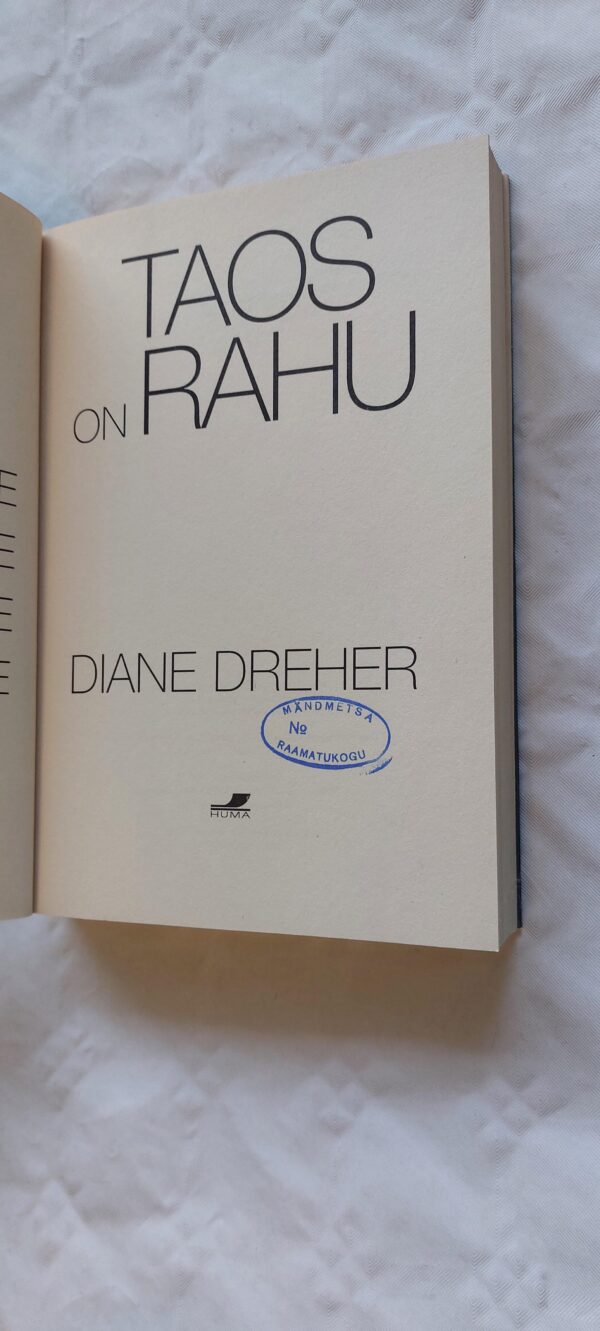 TAOS
ON RAHU
DIANE DREHER
MÄNDMETSA
№
RAAMATUKOGU
HUMA